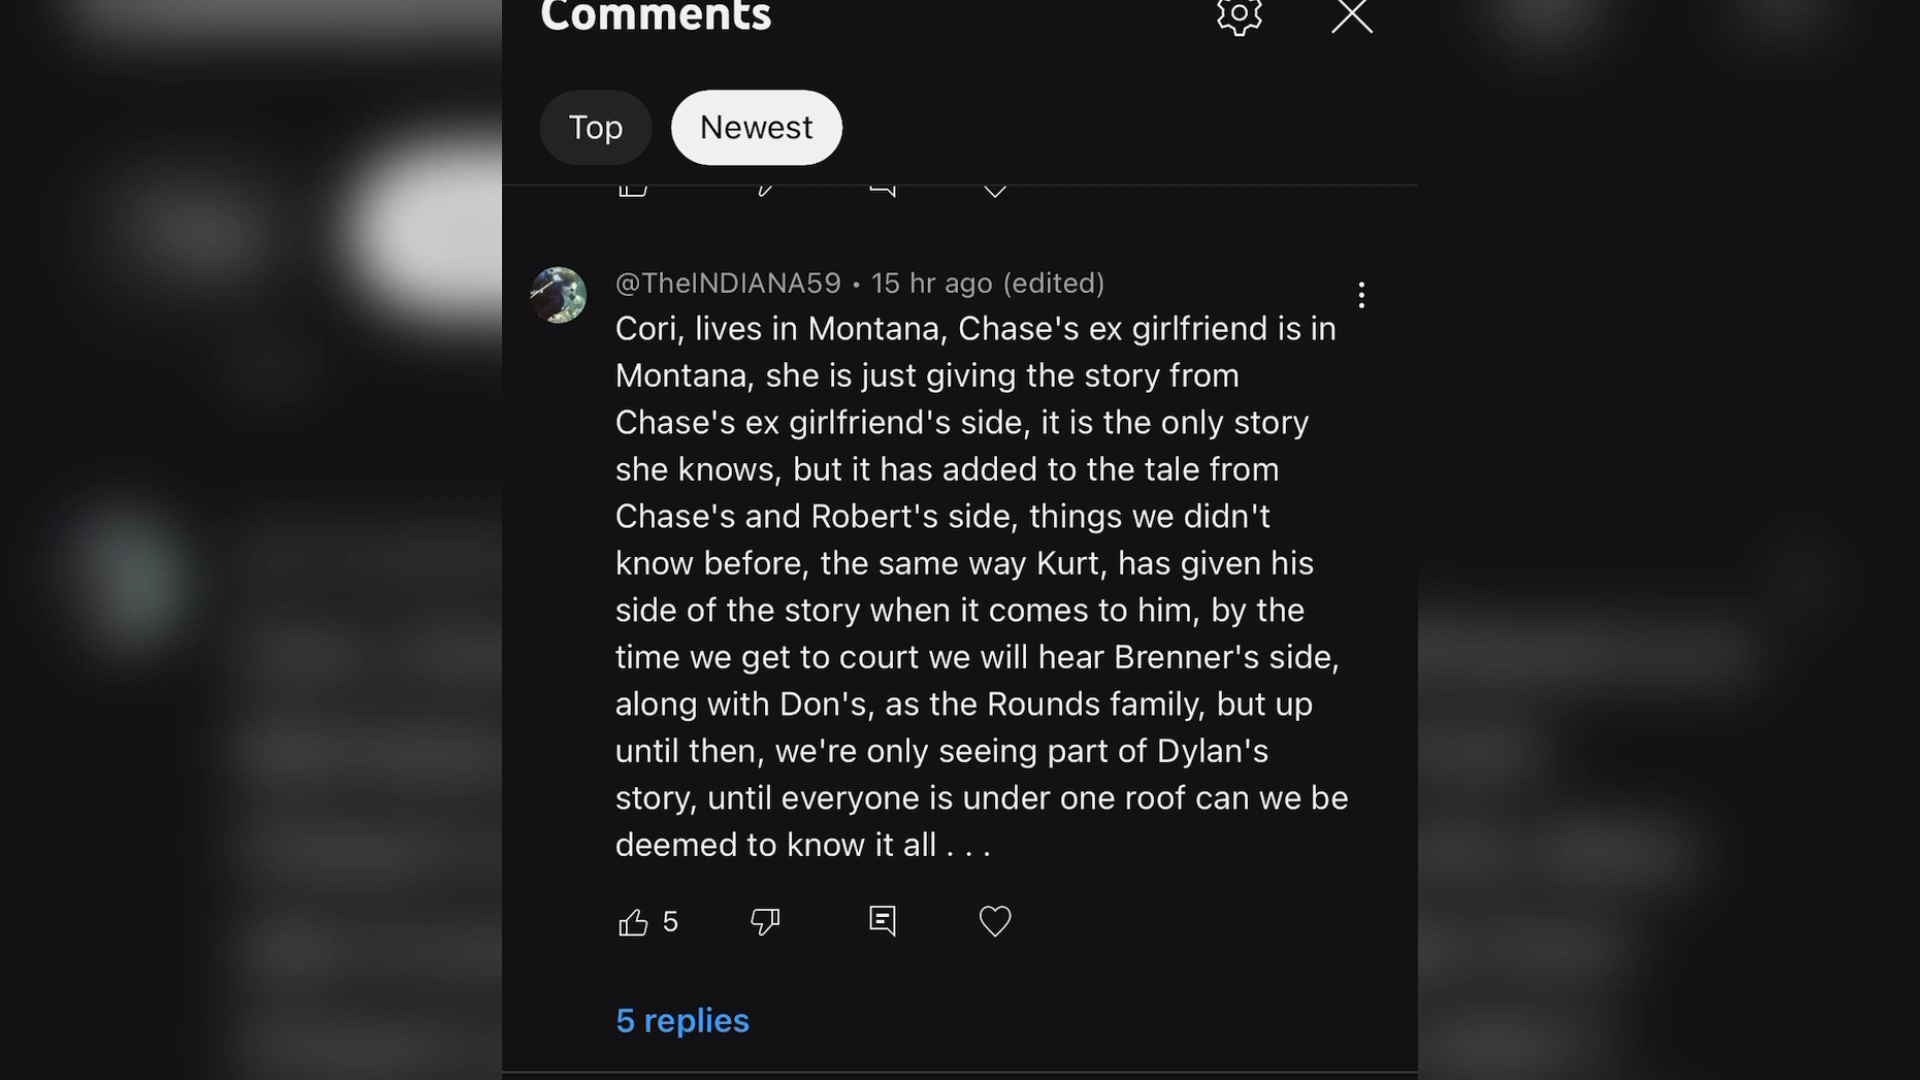 Comments
Top
Newest
@TheINDIANA59 • 15 hr ago (edited)
Cori, lives in Montana, Chase's ex girlfriend is in
Montana, she is just giving the story from
Chase's ex girlfriend's side, it is the only story
she knows, but it has added to the tale from
Chase's and Robert's side, things we didn't
know before, the same way Kurt, has given his
side of the story when it comes to him, by the
time we get to court we will hear Brenner's side,
along with Don's, as the Rounds family, but up
until then, we're only seeing part of Dylan's
story, until everyone is under one roof can we be
deemed to know it all . . .
5
5 replies